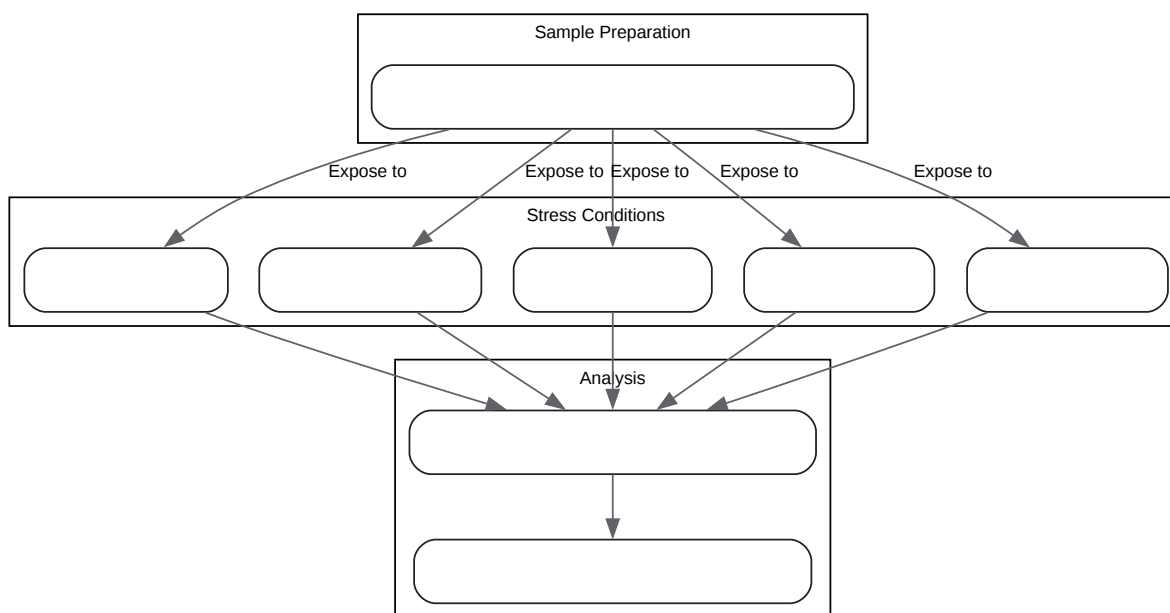 Sample Preparation
Expose to
Expose to
Expose to
Expose to
Expose to
Stress Conditions
Analysis